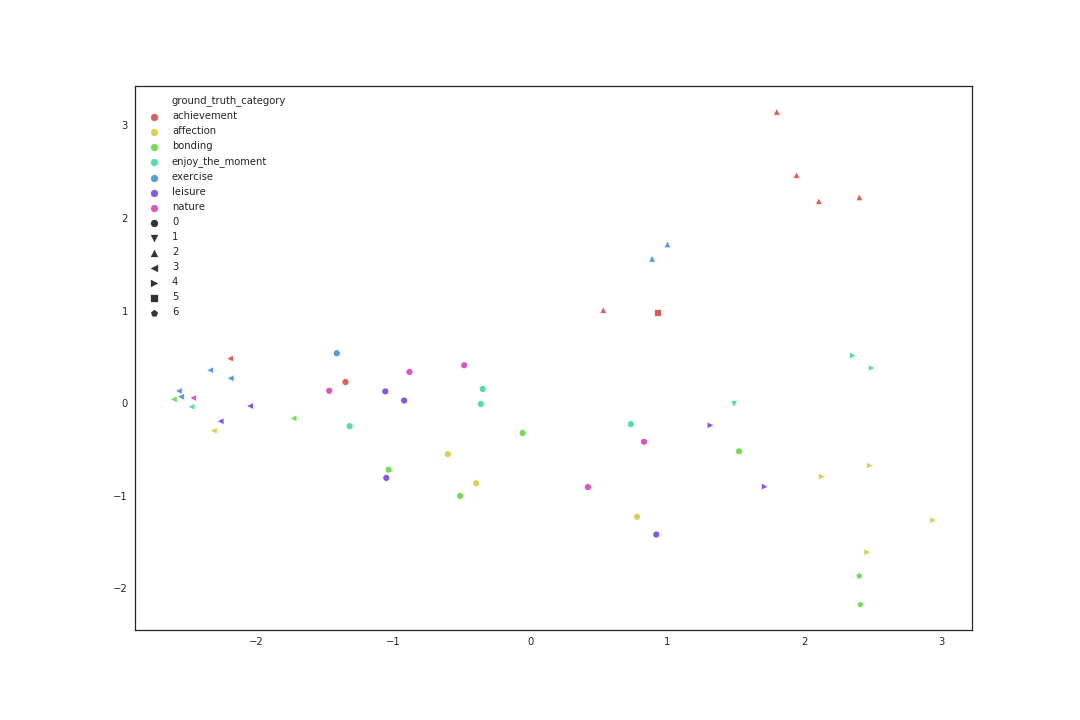 ground_truth_category
achievement
affection
bonding
enjoy_the_moment
exercise
leisure
nature
0
1
2
3
4
5
6
3
2
1
0
−1
−2
−2 −1 0 1 2 3